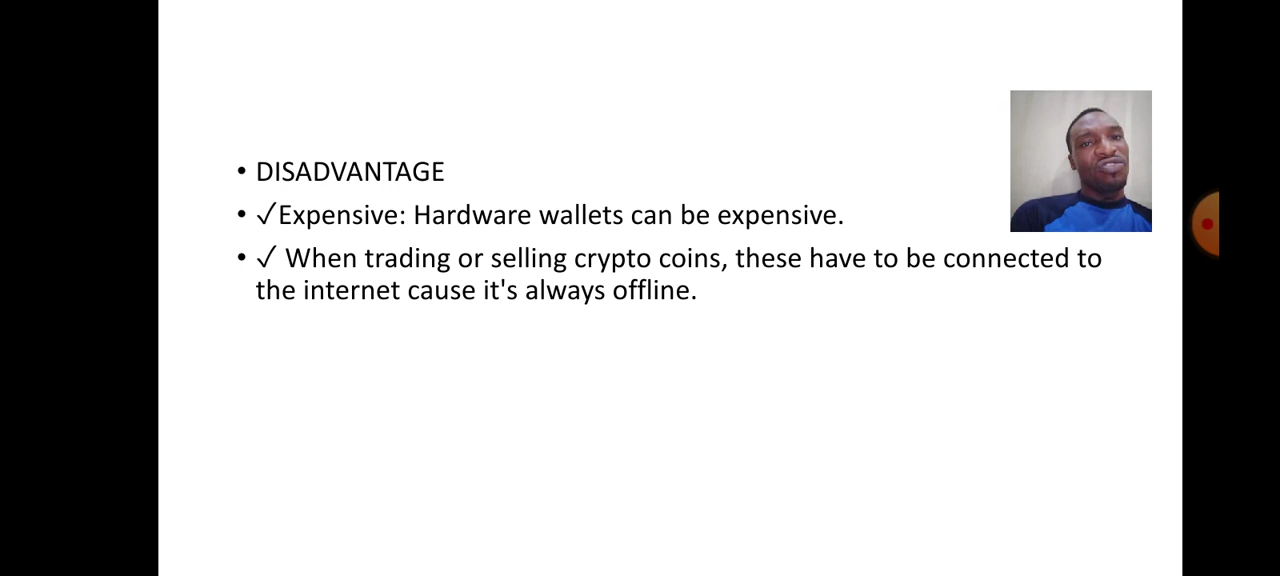 • DISADVANTAGE
• ✓Expensive: Hardware wallets can be expensive.
• ✓ When trading or selling crypto coins, these have to be connected to
the internet cause it's always offline.